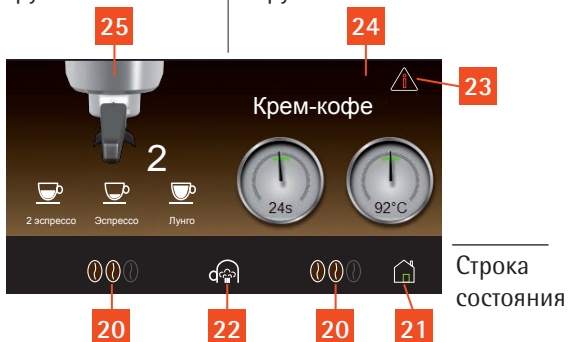 25
24
23
Крем-кофе
2
24s
92°C
2 эспрессо
Эспрессо
Лунго
Строка
состояния
20
22
20
21